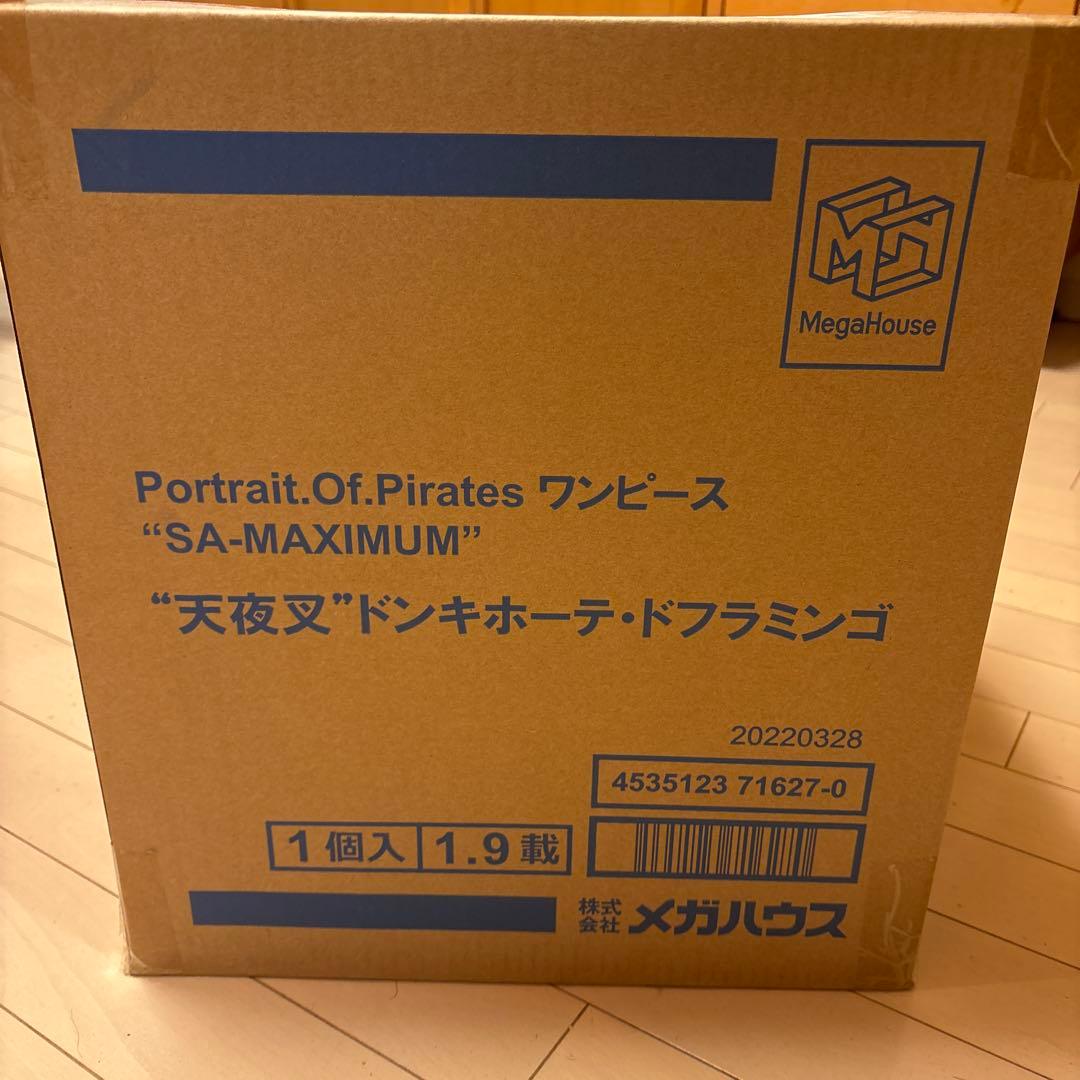 MegaHouse
Portrait.Of.Pirates ワンピース
“SA-MAXIMUM”
“天夜叉”ドンキホーテ・ドフラミンゴ
20220328
4535123 71627-0
1個入 1.9載
株式会社 メガハウス